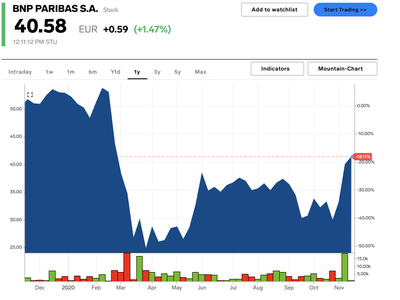 BNP PARIBAS S.A. Stock
Add to watchlist
Start Trading >>
40.58 EUR +0.59 (+1.47%)
12:11:12 PM STU
Intraday 1w 1m 6m Ytd 1y 3y 5y Max
Indicators
Mountain-Chart
50.00
45.00
40.00
35.00
30.00
25.00
0.00%
-10.00%
-18.11%
-20.00%
-30.00%
-40.00%
-50.00%
15.0k
10.00k
5.00k
Dec 2020 Feb Mar Apr May Jun Jul Aug Sep Oct Nov